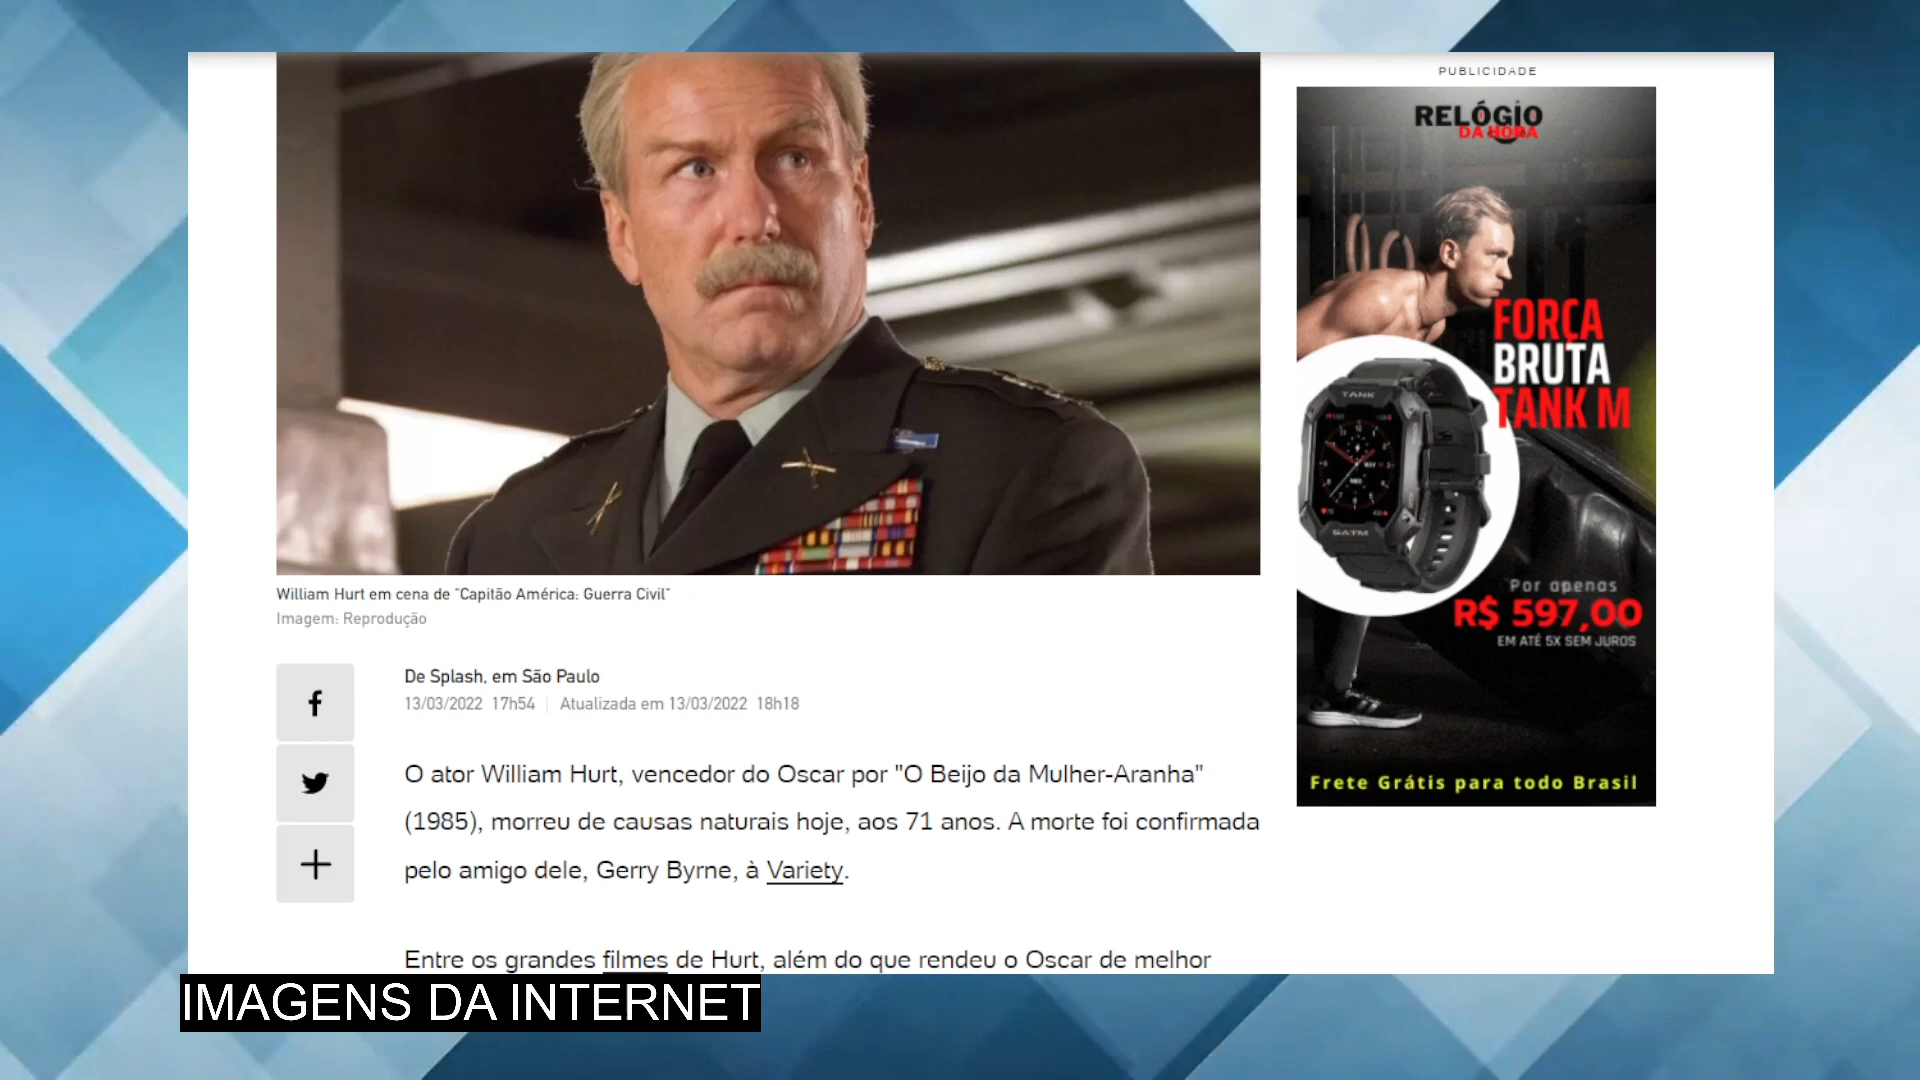 PUBLICIDADE
RELÓGIO
DA HORA
FORÇA
BRUTA
TANK M
TANK
5ATM
Por apenas
R$ 597,00
EM ATÉ 5X SEM JUROS
Frete Grátis para todo Brasil
William Hurt em cena de "Capitão América: Guerra Civil"
Imagem: Reprodução
De Splash, em São Paulo
13/03/2022 17h54 | Atualizada em 13/03/2022 18h18
O ator William Hurt, vencedor do Oscar por "O Beijo da Mulher-Aranha"
(1985), morreu de causas naturais hoje, aos 71 anos. A morte foi confirmada
pelo amigo dele, Gerry Byrne, à Variety.
Entre os grandes filmes de Hurt, além do que rendeu o Oscar de melhor
IMAGENS DA INTERNET